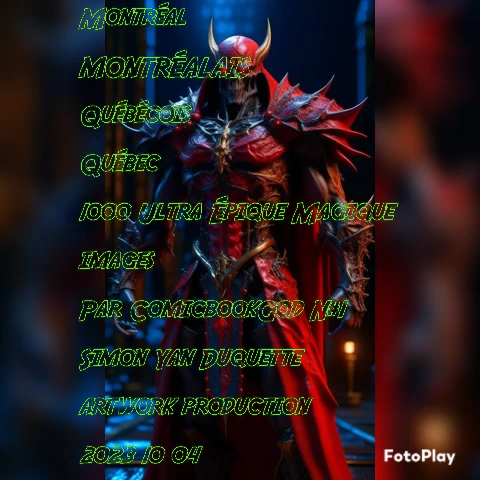 Montréal
Montréalais
Québécois
Québec
1000 Ultra Épique Magique
images
Par ComicbookGod N#1
Simon Yan Duquette
artwork production
2023 10 04
FotoPlay